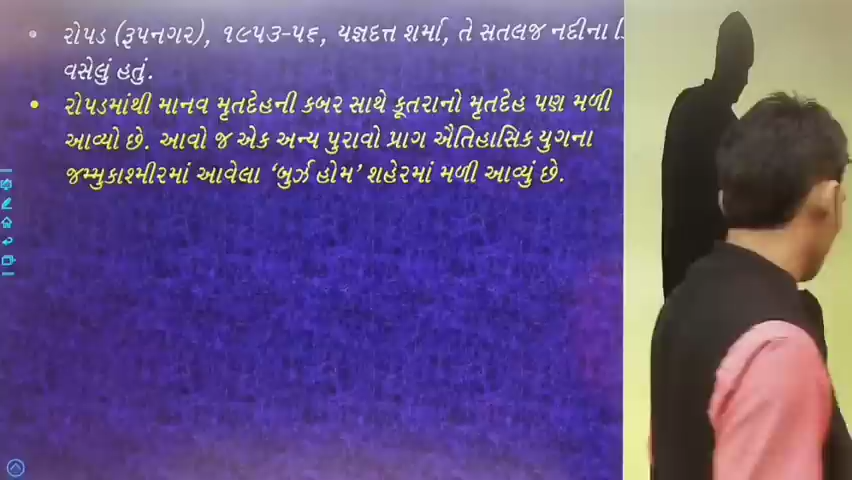 રોપડ (રૂપનગર), ૧૯૫૩-૫૬, યજ્ઞદત્ત શર્મા, તે સતલજ નદીના
વસેલું હતું.
રોપડમાંથી માનવ મૃતદેહની કબર સાથે કૂતરાનો મૃતદેહ પણ મળી
આવ્યો છે. આવો જ એક અન્ય પુરાવો પ્રાગ ઐતિહાસિક યુગના
જમ્મુકાશ્મીરમાં આવેલા ‘બુર્ઝ હોમ’ શહેરમાં મળી આવ્યું છે.